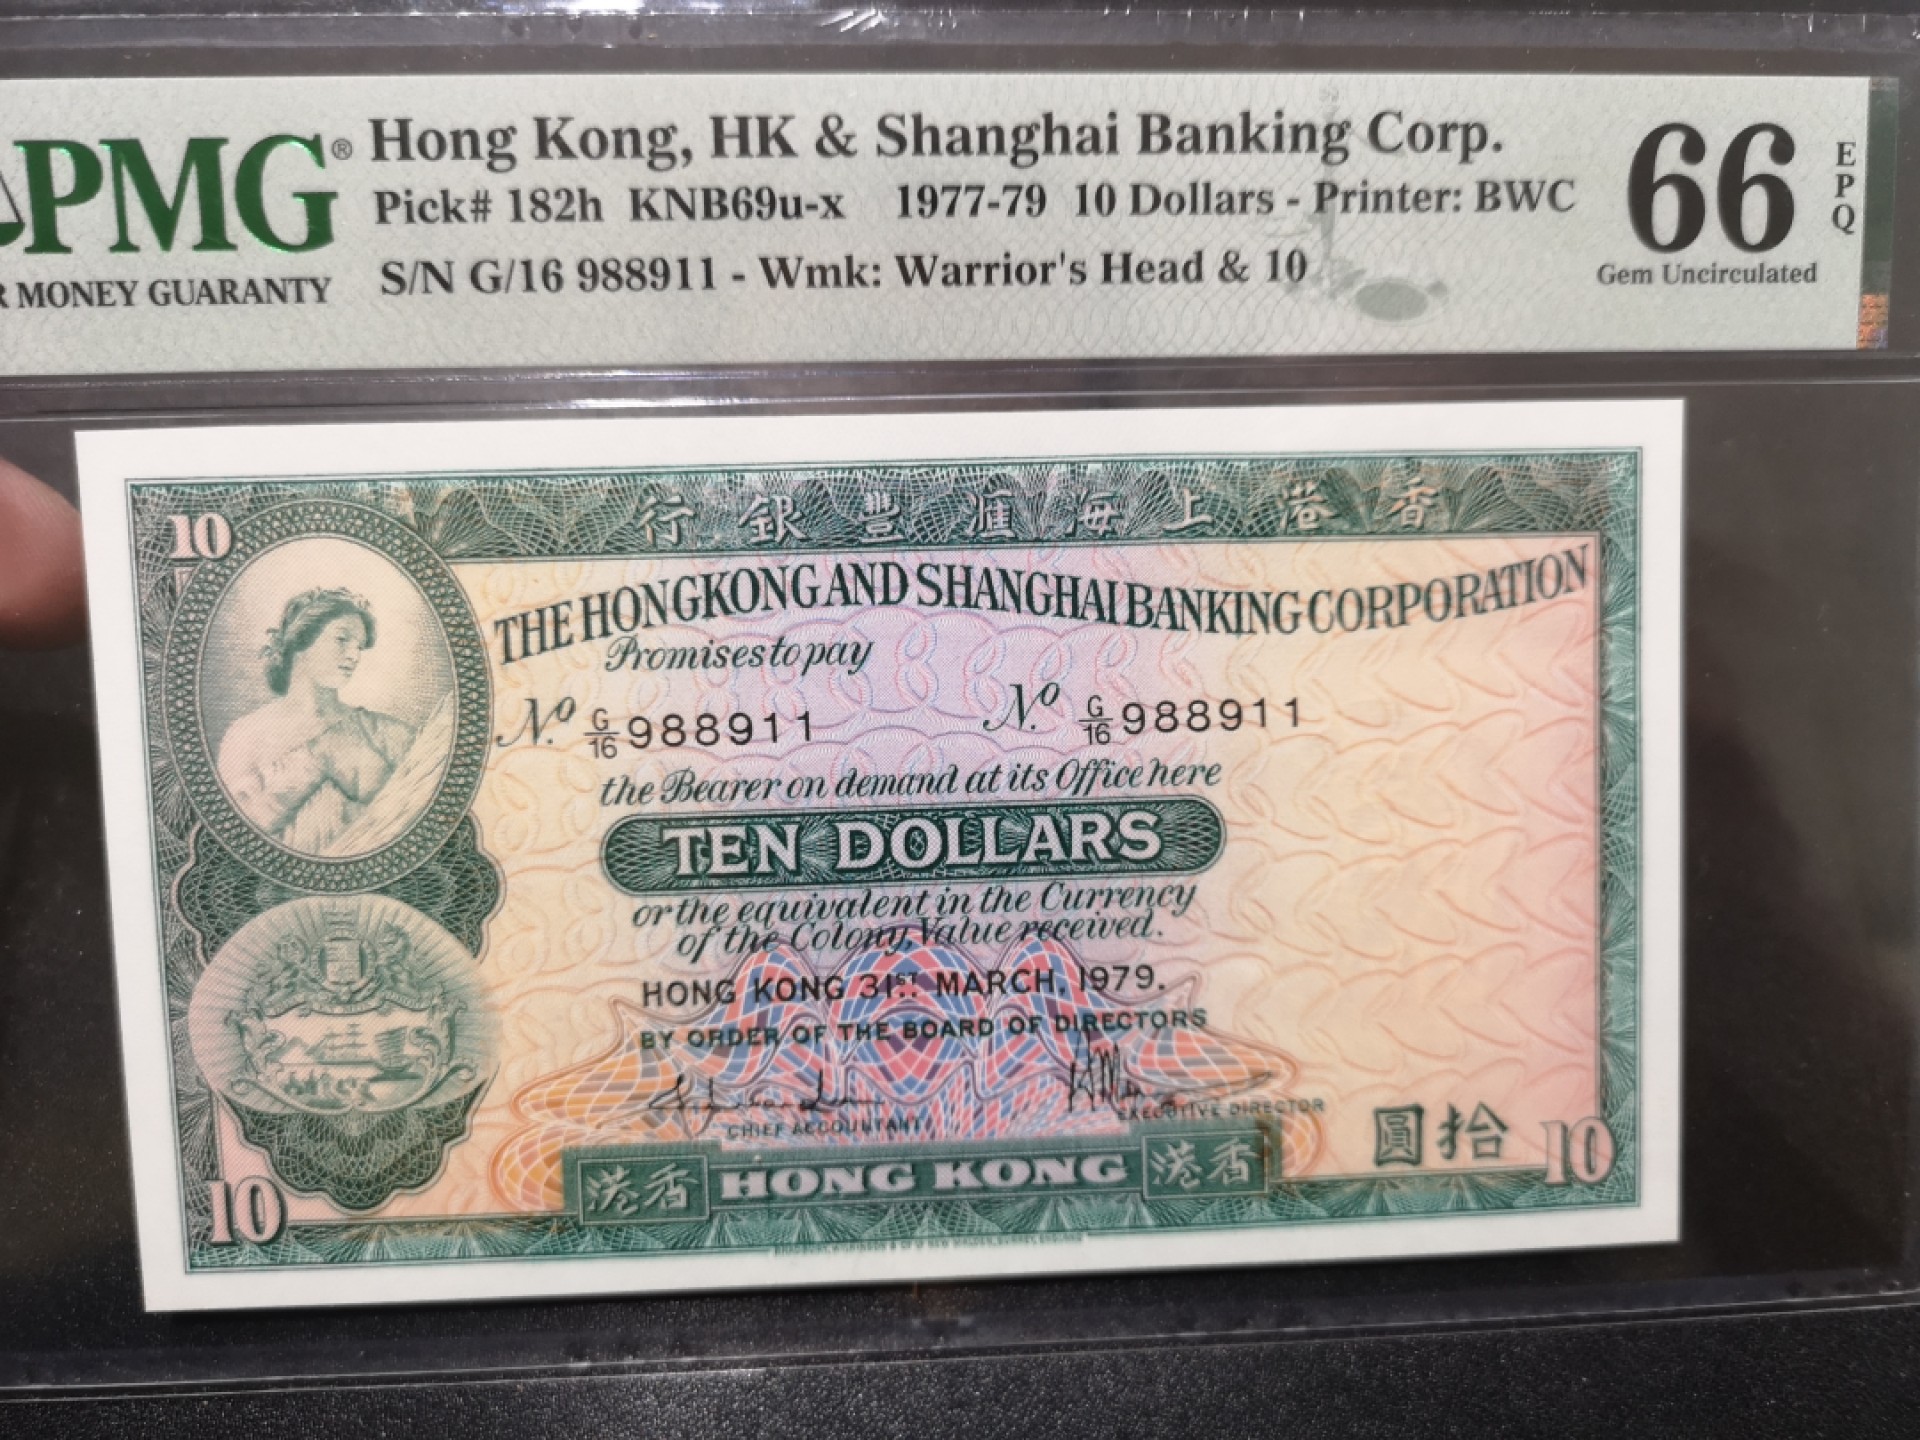 PMG® Hong Kong, HK & Shanghai Banking Corp. 66 EPQ
Pick# 182h KNB69u-x 1977-79 10 Dollars - Printer: BWC
S/N G/16 988911 - Wmk: Warrior's Head & 10 Gem Uncirculated
MONEY GUARANTY
行銀豐滙海上港香
10
THE HONGKONG AND SHANGHAI BANKING CORPORATION
Promises to pay
Nº. G/16 988911 Nº. G/16 988911
the Bearer on demand at its Office here
TEN DOLLARS
or the equivalent in the Currency
of the Colony, Value received.
HONG KONG 31ST MARCH, 1979.
BY ORDER OF THE BOARD OF DIRECTORS
CHIEF ACCOUNTANT EXECUTIVE DIRECTOR
圓拾
10 港香 HONG KONG 港香 10